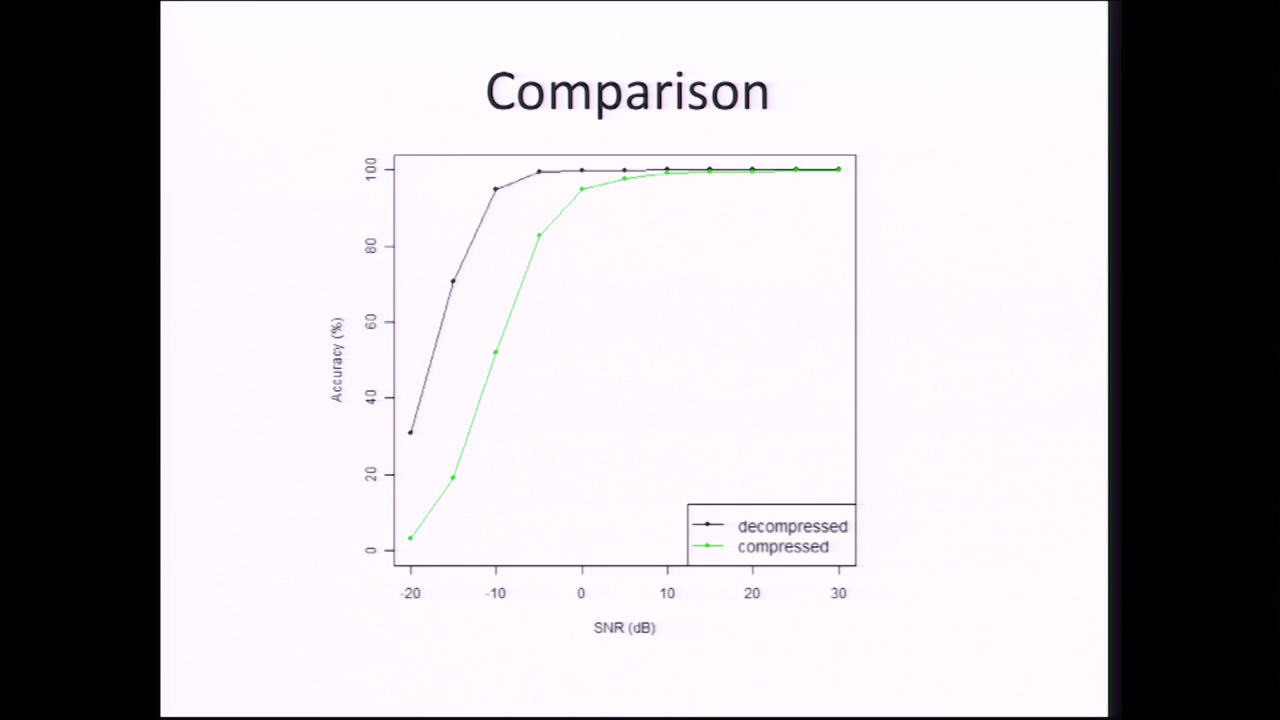 Comparison
100
80
60
40
20
0
Accuracy (%)
decompressed
compressed
-20 -10 0 10 20 30
SNR (dB)